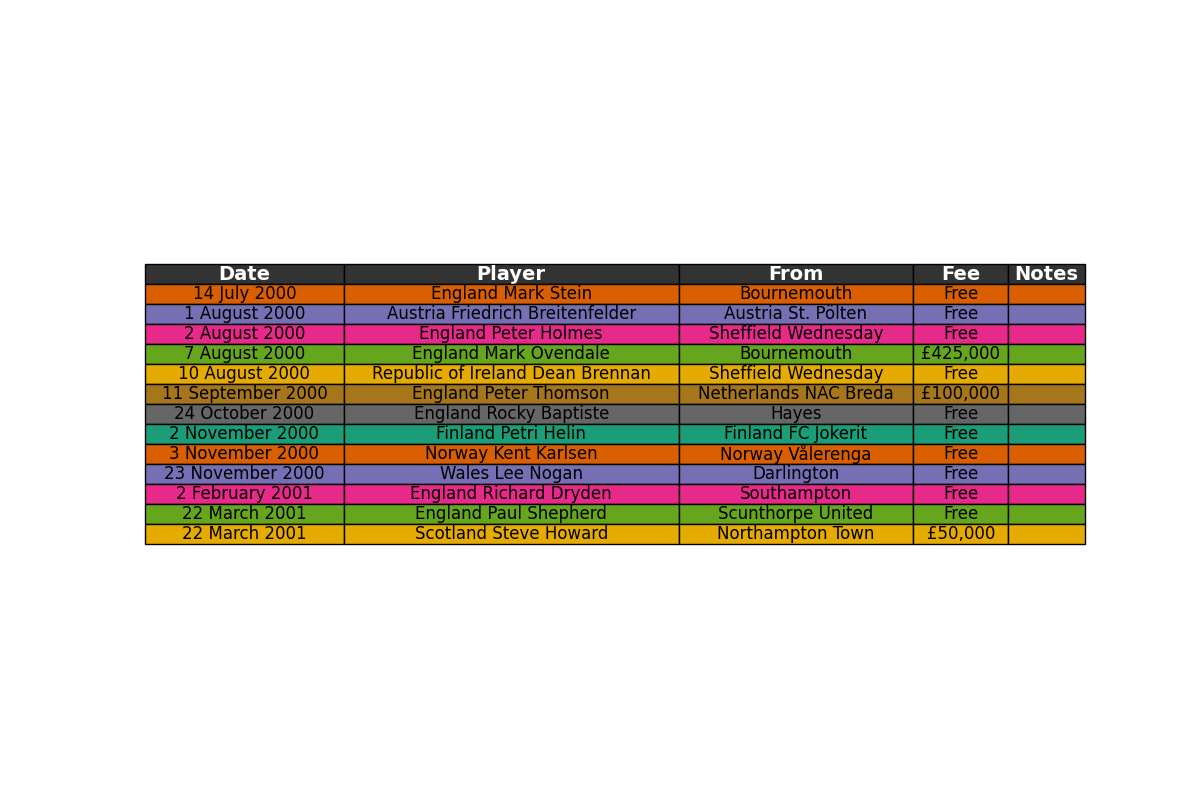 Date Player From Fee Notes
14 July 2000 England Mark Stein Bournemouth Free
1 August 2000 Austria Friedrich Breitenfelder Austria St. Pölten Free
2 August 2000 England Peter Holmes Sheffield Wednesday Free
7 August 2000 England Mark Ovendale Bournemouth £425,000
10 August 2000 Republic of Ireland Dean Brennan Sheffield Wednesday Free
11 September 2000 England Peter Thomson Netherlands NAC Breda £100,000
24 October 2000 England Rocky Baptiste Hayes Free
2 November 2000 Finland Petri Helin Finland FC Jokerit Free
3 November 2000 Norway Kent Karlsen Norway Vålerenga Free
23 November 2000 Wales Lee Nogan Darlington Free
2 February 2001 England Richard Dryden Southampton Free
22 March 2001 England Paul Shepherd Scunthorpe United Free
22 March 2001 Scotland Steve Howard Northampton Town £50,000